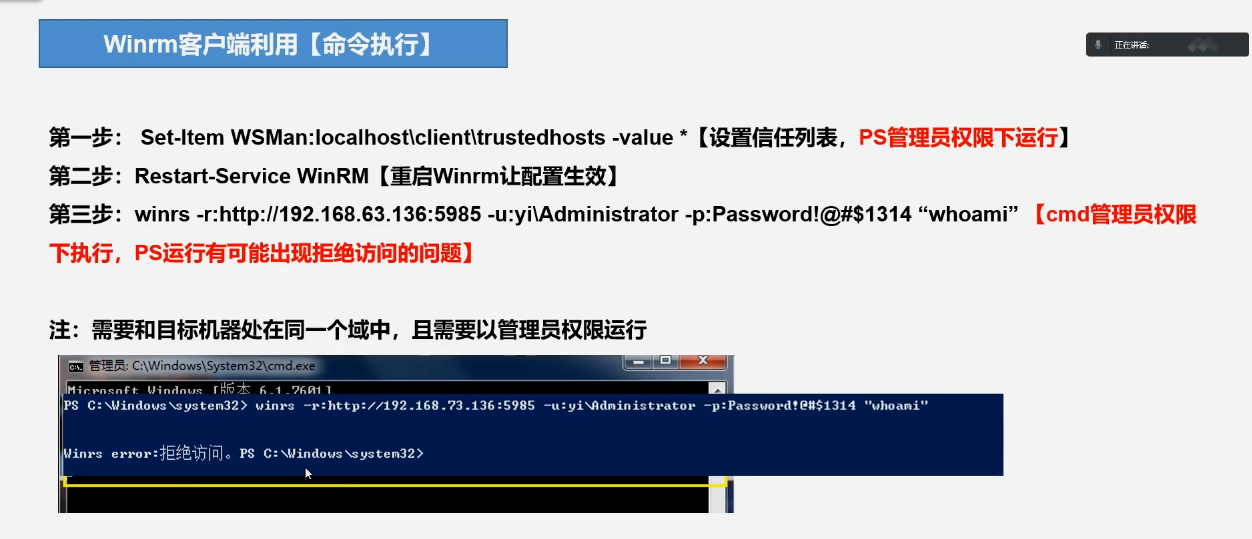 Winrm客户端利用【命令执行】
正在讲话:
第一步： Set-Item WSMan:localhost\client\trustedhosts -value *【设置信任列表，PS管理员权限下运行】
第二步：Restart-Service WinRM【重启Winrm让配置生效】
第三步：winrs -r:http://192.168.63.136:5985 -u:yi\Administrator -p:Password!@#$1314 “whoami” 【cmd管理员权限
下执行，PS运行有可能出现拒绝访问的问题】
注：需要和目标机器处在同一个域中，且需要以管理员权限运行
管理员: C:\Windows\System32\cmd.exe
Microsoft Windows [版本 6.1.7601]
PS C:\Windows\system32> winrs -r:http://192.168.73.136:5985 -u:yi\Administrator -p:Password!@#$1314 "whoami"
Winrs error:拒绝访问。PS C:\Windows\system32>